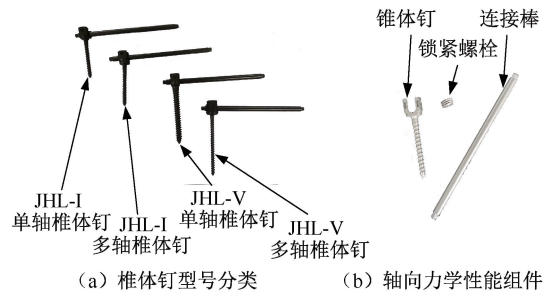 锥体钉
连接棒
锁紧螺栓
JHL-I
单轴椎体钉
JHL-I
多轴椎体钉
JHL-V
单轴椎体钉
JHL-V
多轴椎体钉
（a）椎体钉型号分类
（b）轴向力学性能组件